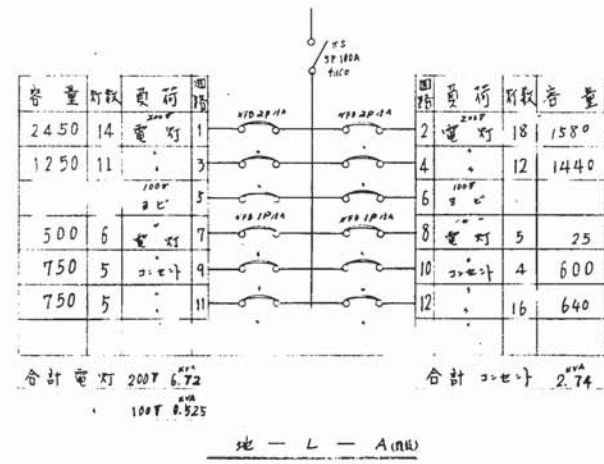 KS
3P 100A
容量 灯数 負荷 回路
回路 負荷 灯数 容量
2450 14 200V 電灯 1 NFB 2P 15A NFB 2P 15A 2 200V 電灯 18 1580
1250 11 〃 3 4 〃 12 1440
100V ヨビ 5 6 100V ヨビ
500 6 〃 電灯 7 NFB 1P 15A NFB 1P 15A 8 〃 電灯 5 25
750 5 〃 コンセント 9 10 〃 コンセント 4 600
750 5 〃 11 12 〃 16 640
合計 電灯 200V 6.72 KVA
〃 100V 0.525 KVA
合計 コンセント 2.74 KVA
地 - L - A